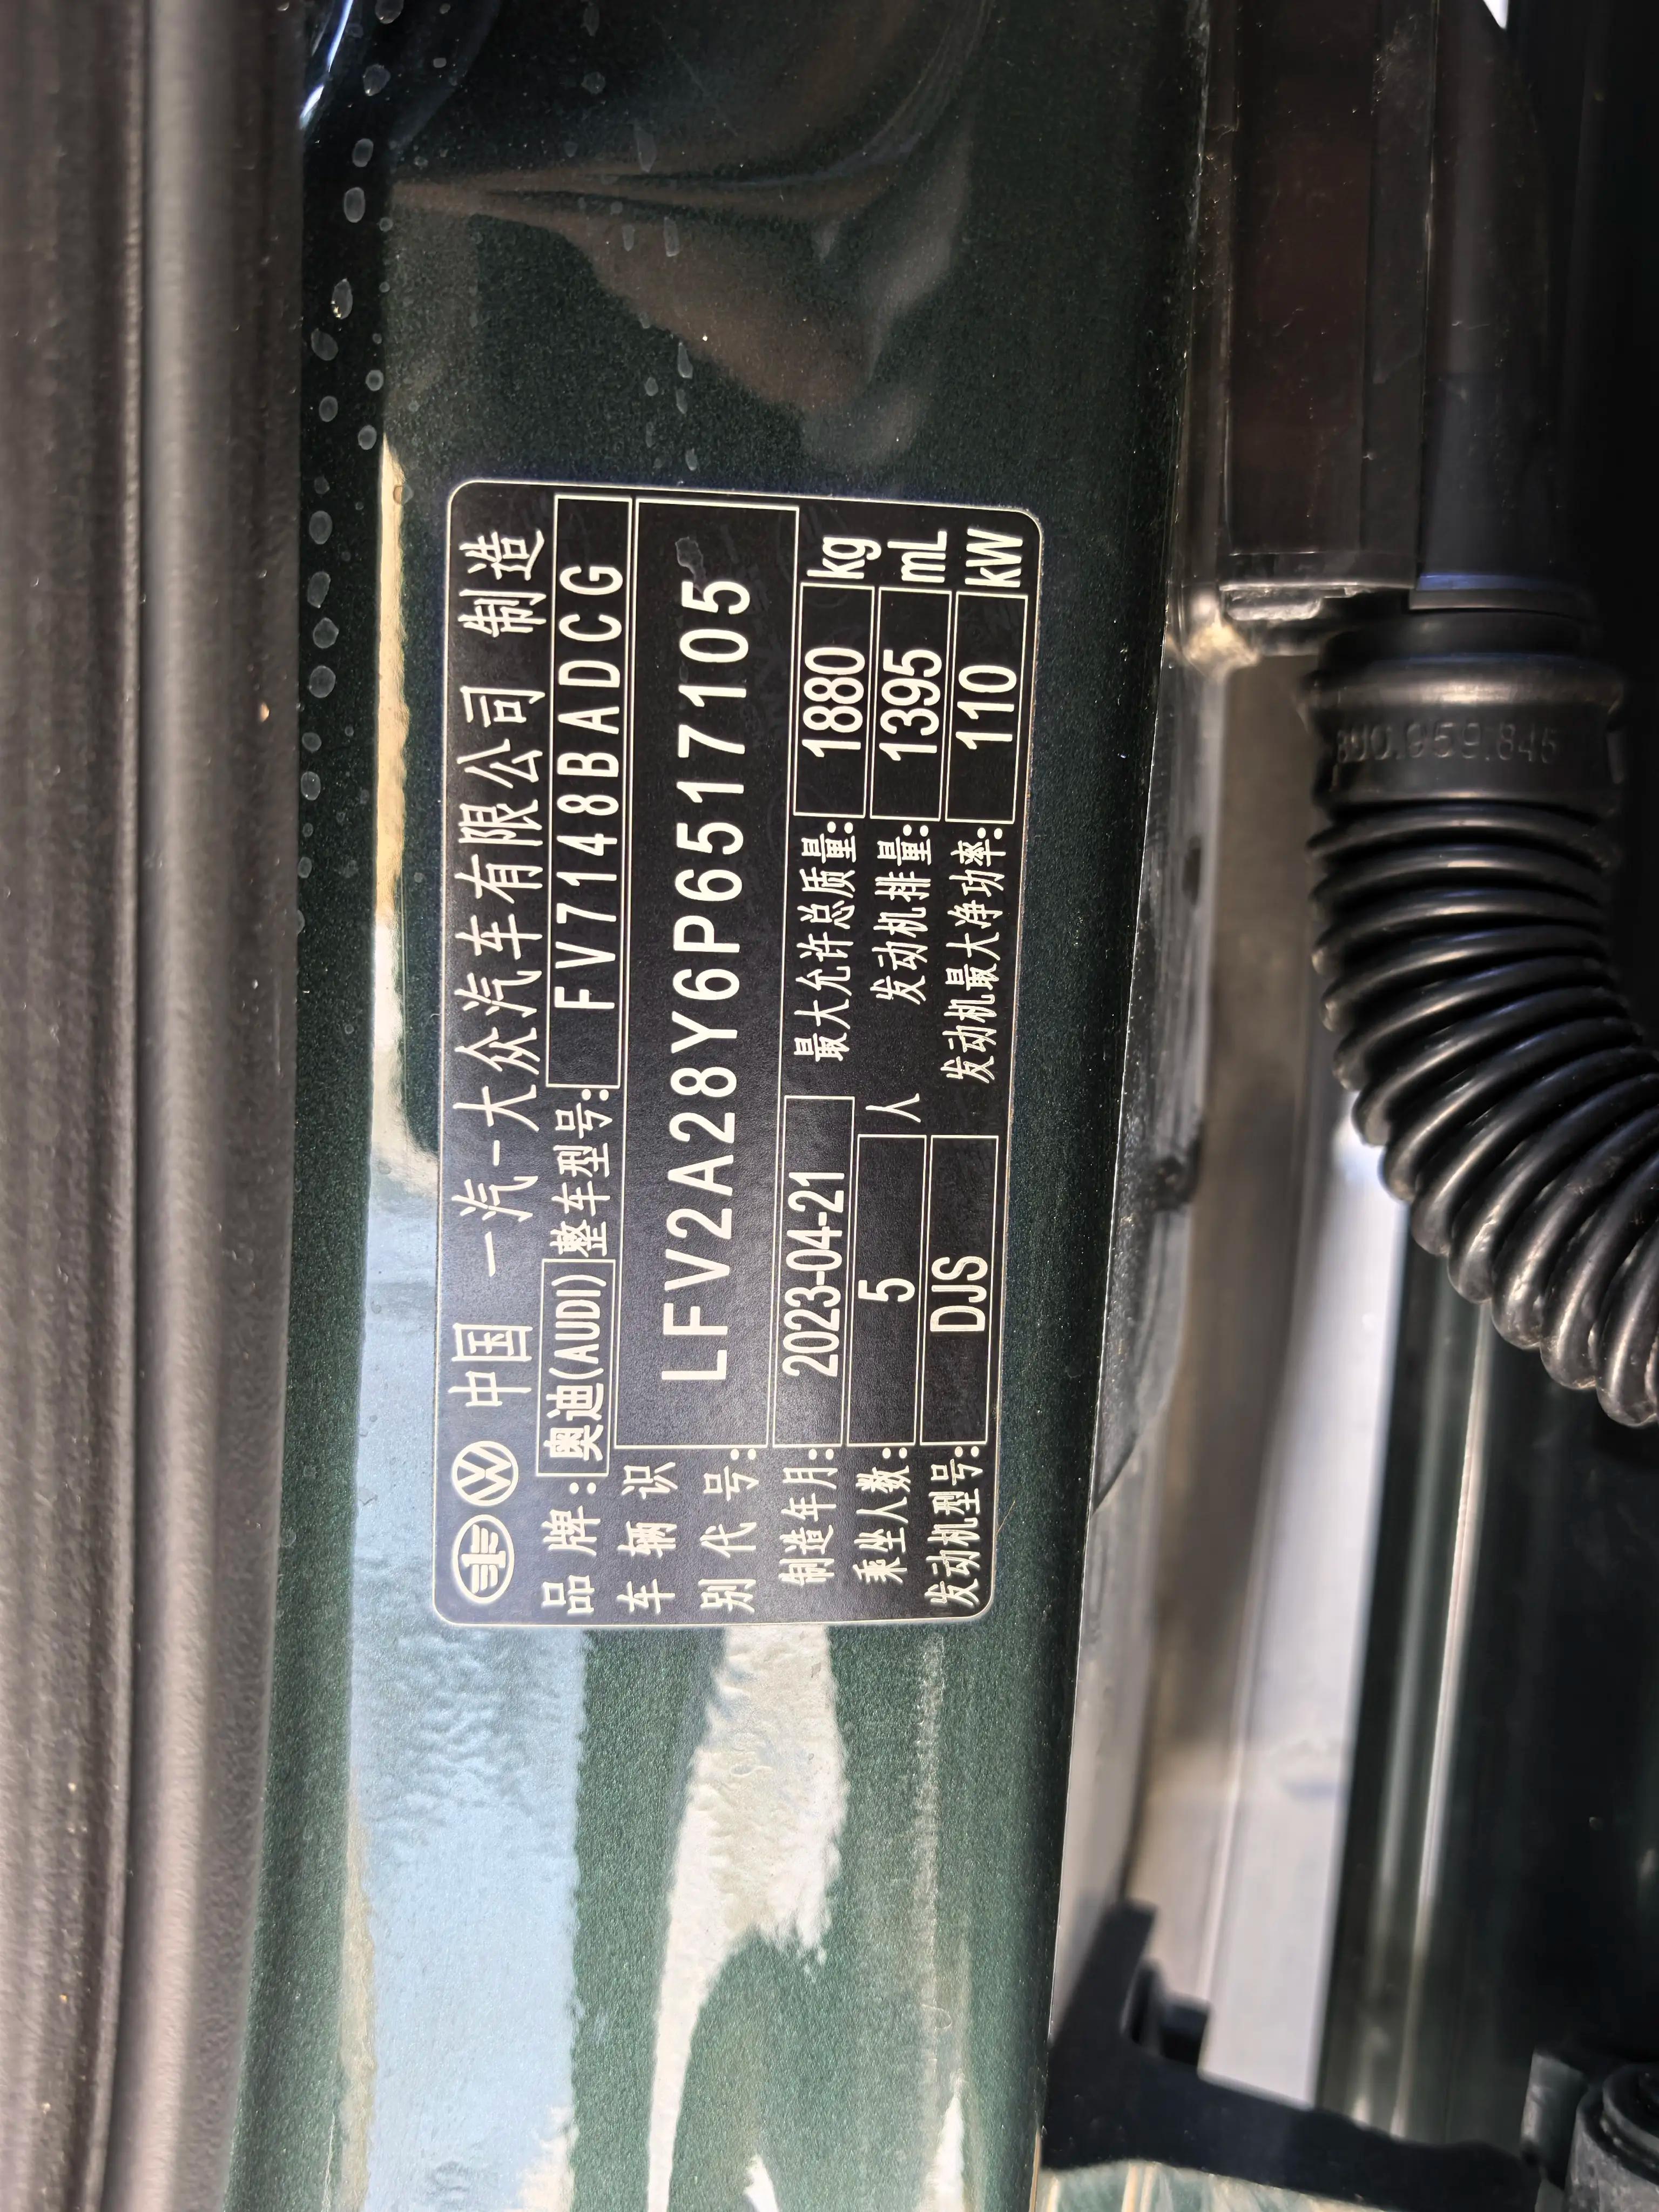 中国 一汽-大众汽车有限公司 制造
品牌: 奥迪(AUDI) 整车型号: FV7148BADCG
车辆识别代号: LFV2A28Y6P6517105
制造年月: 2023-04-21 最大允许总质量: 1880 kg
乘坐人数: 5 人 发动机排量: 1395 mL
发动机型号: DJS 发动机最大净功率: 110 kW
8U0.959.845